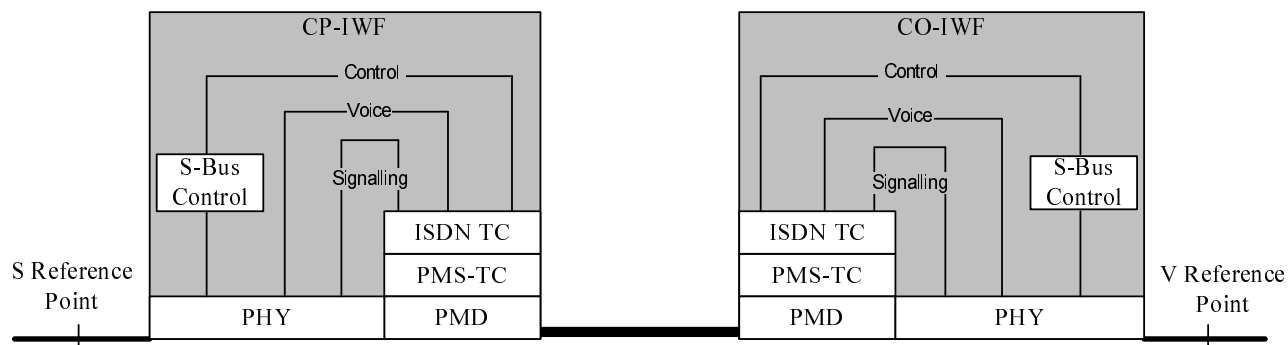 CP-IWF
Control
Voice
Signalling
S-Bus
Control
ISDN TC
PMS-TC
PHY
PMD
S Reference
Point
CO-IWF
Control
Voice
Signalling
S-Bus
Control
ISDN TC
PMS-TC
PMD
PHY
V Reference
Point